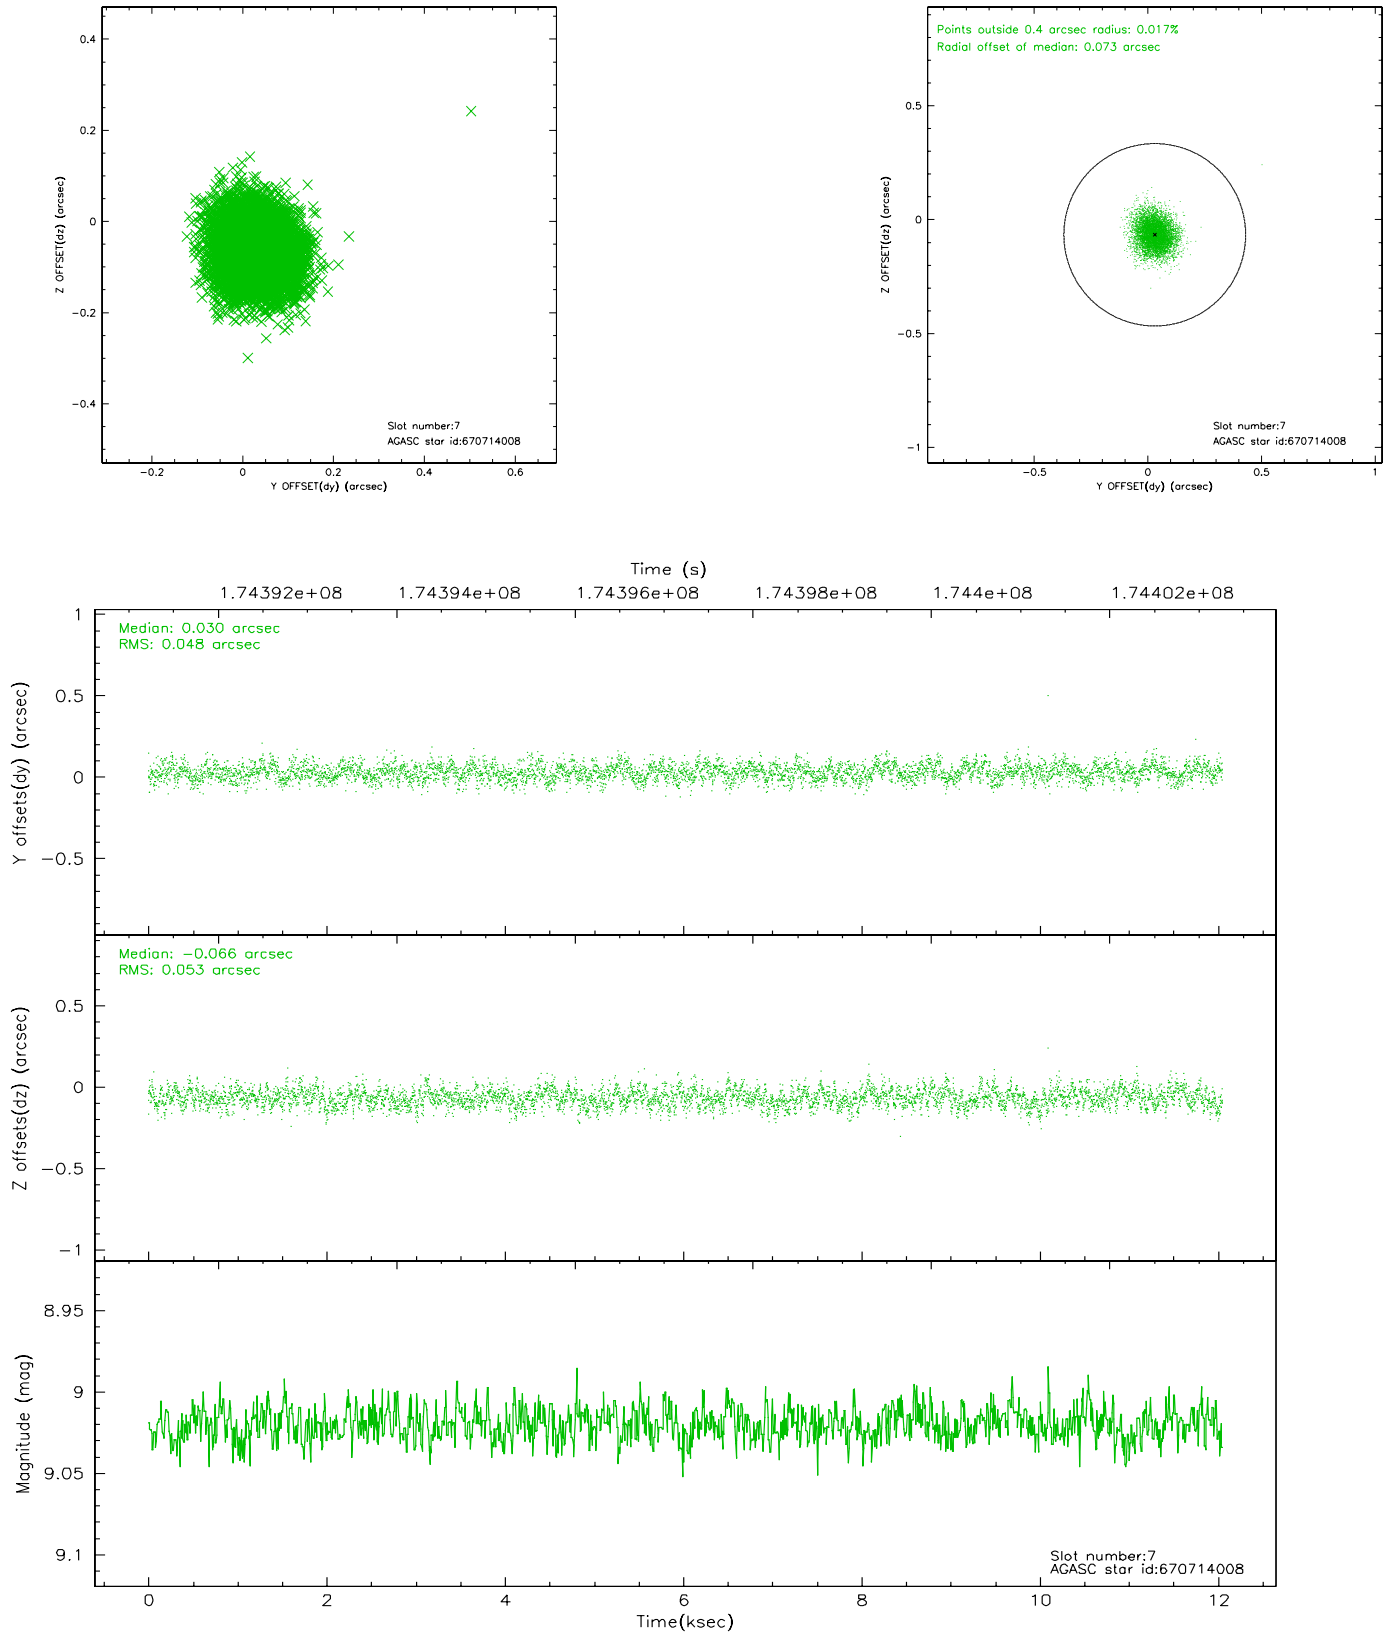 0.4
0.2
0
−0.2
−0.4
Z OFFSET(dz) (arcsec)
Slot number:7
AGASC star id:670714008
−0.2 0 0.2 0.4 0.6
Y OFFSET(dy) (arcsec)
Points outside 0.4 arcsec radius: 0.017%
Radial offset of median: 0.073 arcsec
0.5
0
−0.5
−1
Z OFFSET(dz) (arcsec)
Slot number:7
AGASC star id:670714008
−0.5 0 0.5 1
Y OFFSET(dy) (arcsec)
Time (s)
1.74392e+08 1.74394e+08 1.74396e+08 1.74398e+08 1.744e+08 1.74402e+08
Median: 0.030 arcsec
RMS: 0.048 arcsec
1
0.5
0
−0.5
Y offsets(dy) (arcsec)
Median: −0.066 arcsec
RMS: 0.053 arcsec
0.5
0
−0.5
−1
Z offsets(dz) (arcsec)
8.95
9
9.05
9.1
Magnitude (mag)
Slot number:7
AGASC star id:670714008
0 2 4 6 8 10 12
Time(ksec)